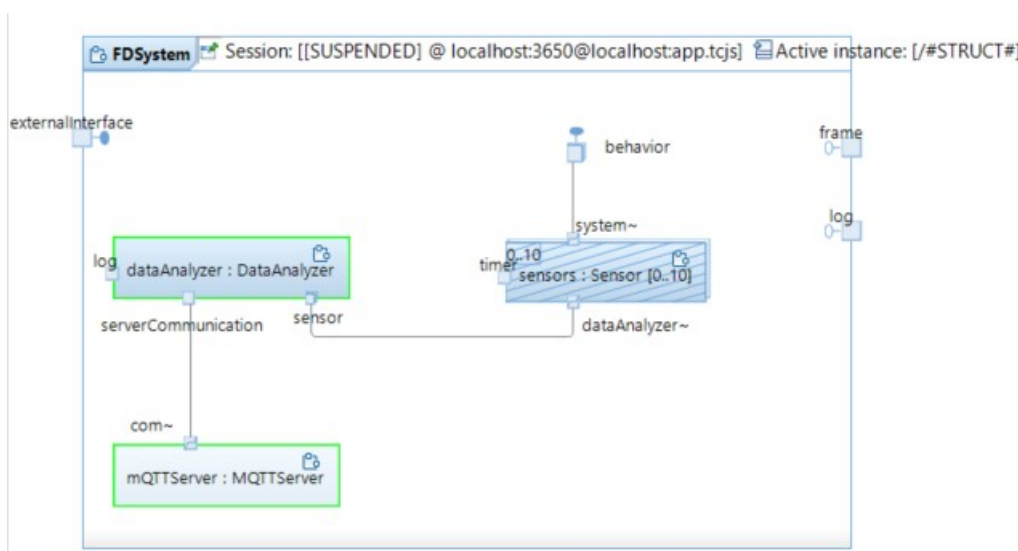 FDSystem Session: [[SUSPENDED] @ localhost:3650@localhost:app.tcjs] Active instance: [/#STRUCT#]
externalInterface
behavior
frame
system~
log
log
dataAnalyzer : DataAnalyzer
timer
0..10
sensors : Sensor [0..10]
serverCommunication
sensor
dataAnalyzer~
com~
mQTTServer : MQTTServer